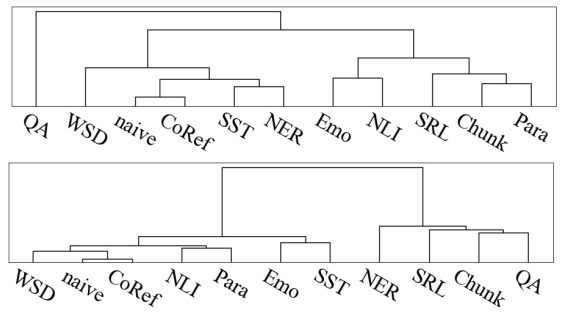 QA WSD naive CoRef SST NER Emo NLI SRL Chunk Para
WSD naive CoRef NLI Para Emo SST NER SRL Chunk QA